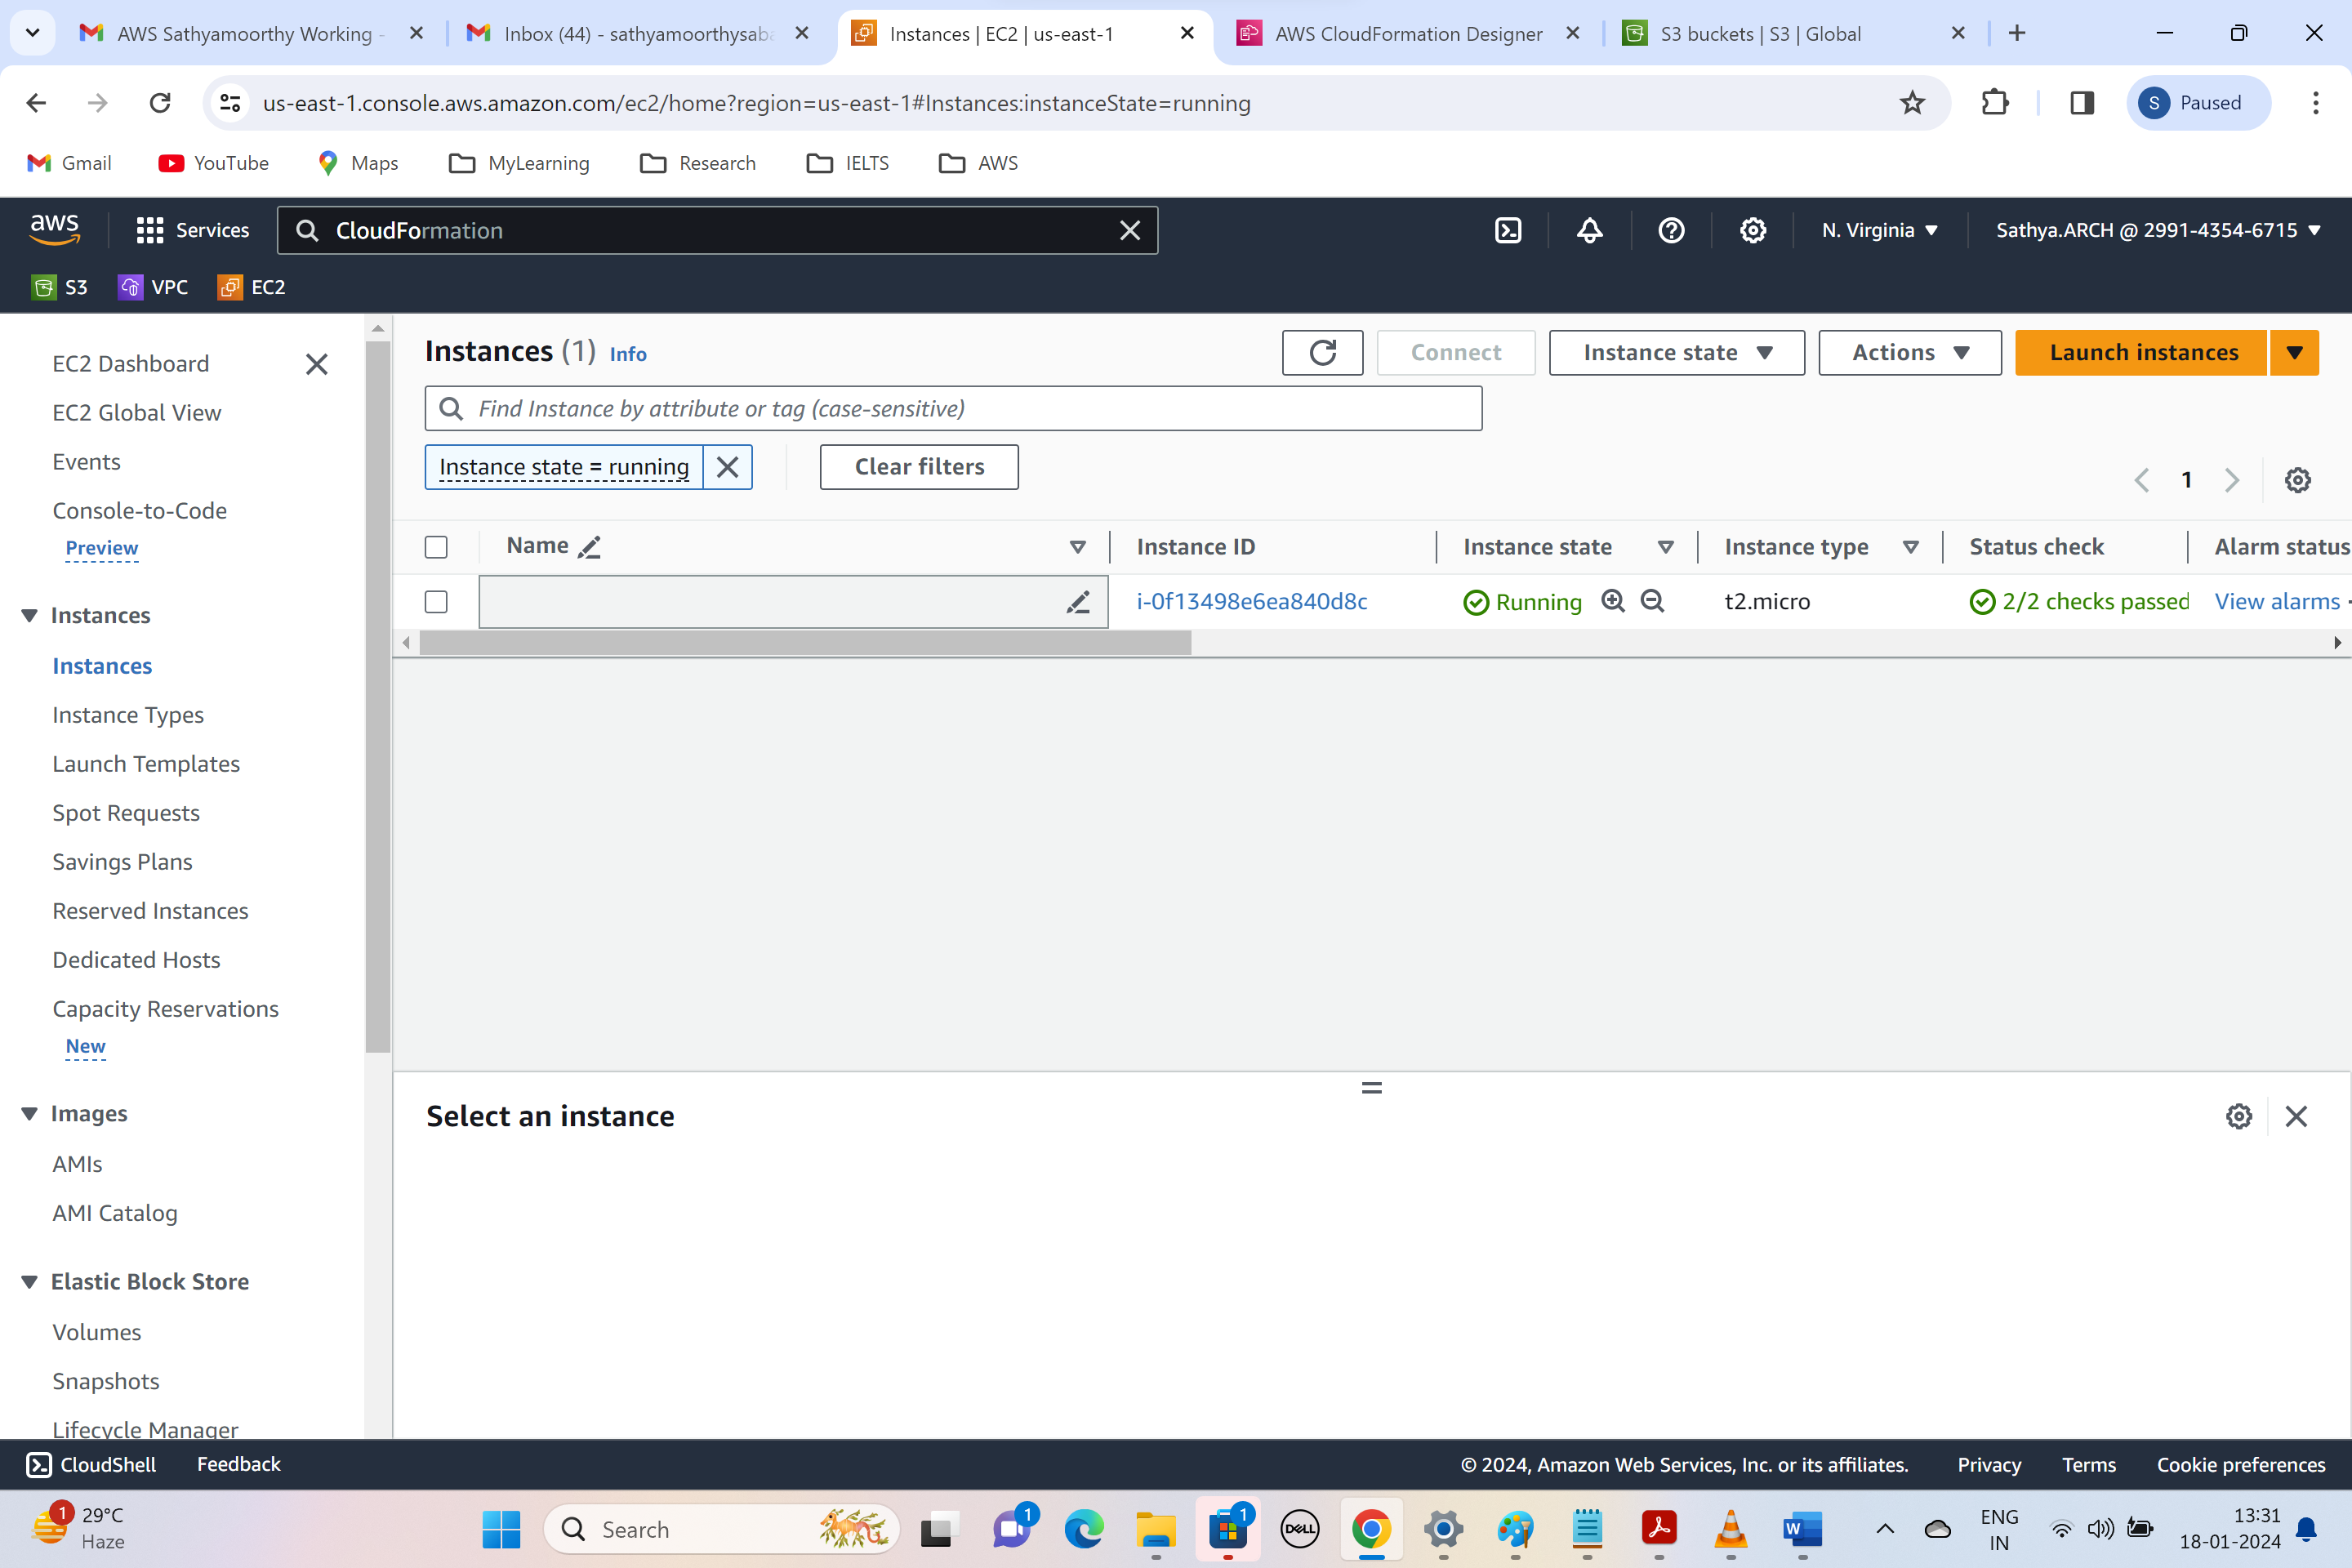 AWS Sathyamoorthy Working -
Inbox (44) - sathyamoorthysaba
Instances | EC2 | us-east-1
AWS CloudFormation Designer
S3 buckets | S3 | Global
us-east-1.console.aws.amazon.com/ec2/home?region=us-east-1#Instances:instanceState=running
S Paused
Gmail
YouTube
Maps
MyLearning
Research
IELTS
AWS
aws
Services
CloudFormation
N. Virginia
Sathya.ARCH @ 2991-4354-6715
S3
VPC
EC2
EC2 Dashboard
EC2 Global View
Events
Console-to-Code
Preview
Instances
Instances
Instance Types
Launch Templates
Spot Requests
Savings Plans
Reserved Instances
Dedicated Hosts
Capacity Reservations
New
Images
AMIs
AMI Catalog
Elastic Block Store
Volumes
Snapshots
Lifecycle Manager
Instances (1) Info
Connect
Instance state
Actions
Launch instances
Find Instance by attribute or tag (case-sensitive)
Instance state = running
Clear filters
1
Name
Instance ID
Instance state
Instance type
Status check
Alarm status
i-0f13498e6ea840d8c
Running
t2.micro
2/2 checks passed
View alarms
Select an instance
CloudShell
Feedback
© 2024, Amazon Web Services, Inc. or its affiliates.
Privacy
Terms
Cookie preferences
1
29°C
Haze
Search
1
1
DELL
W
ENG
IN
13:31
18-01-2024